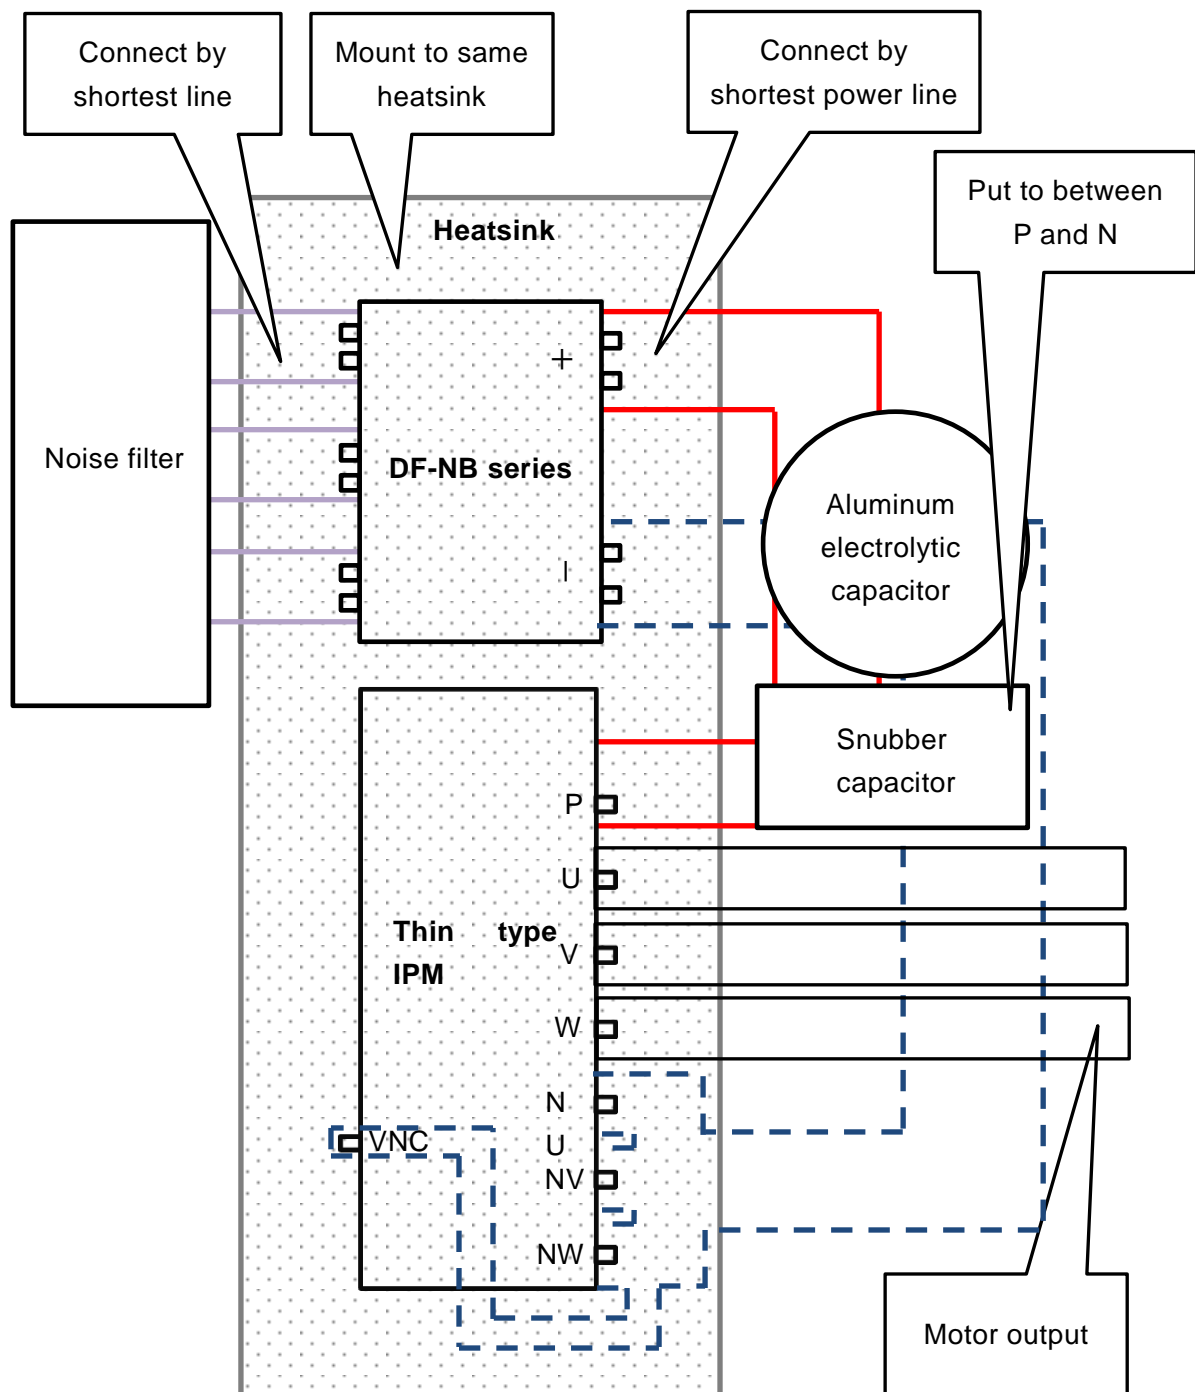 Connect by
shortest line
Mount to same
heatsink
Connect by
shortest power line
Put to between
P and N
Heatsink
Noise filter
+
DF-NB series
–
Aluminum
electrolytic
capacitor
Snubber
capacitor
P
U
Thin type
IPM
V
W
N
U
VNC
NV
NW
Motor output